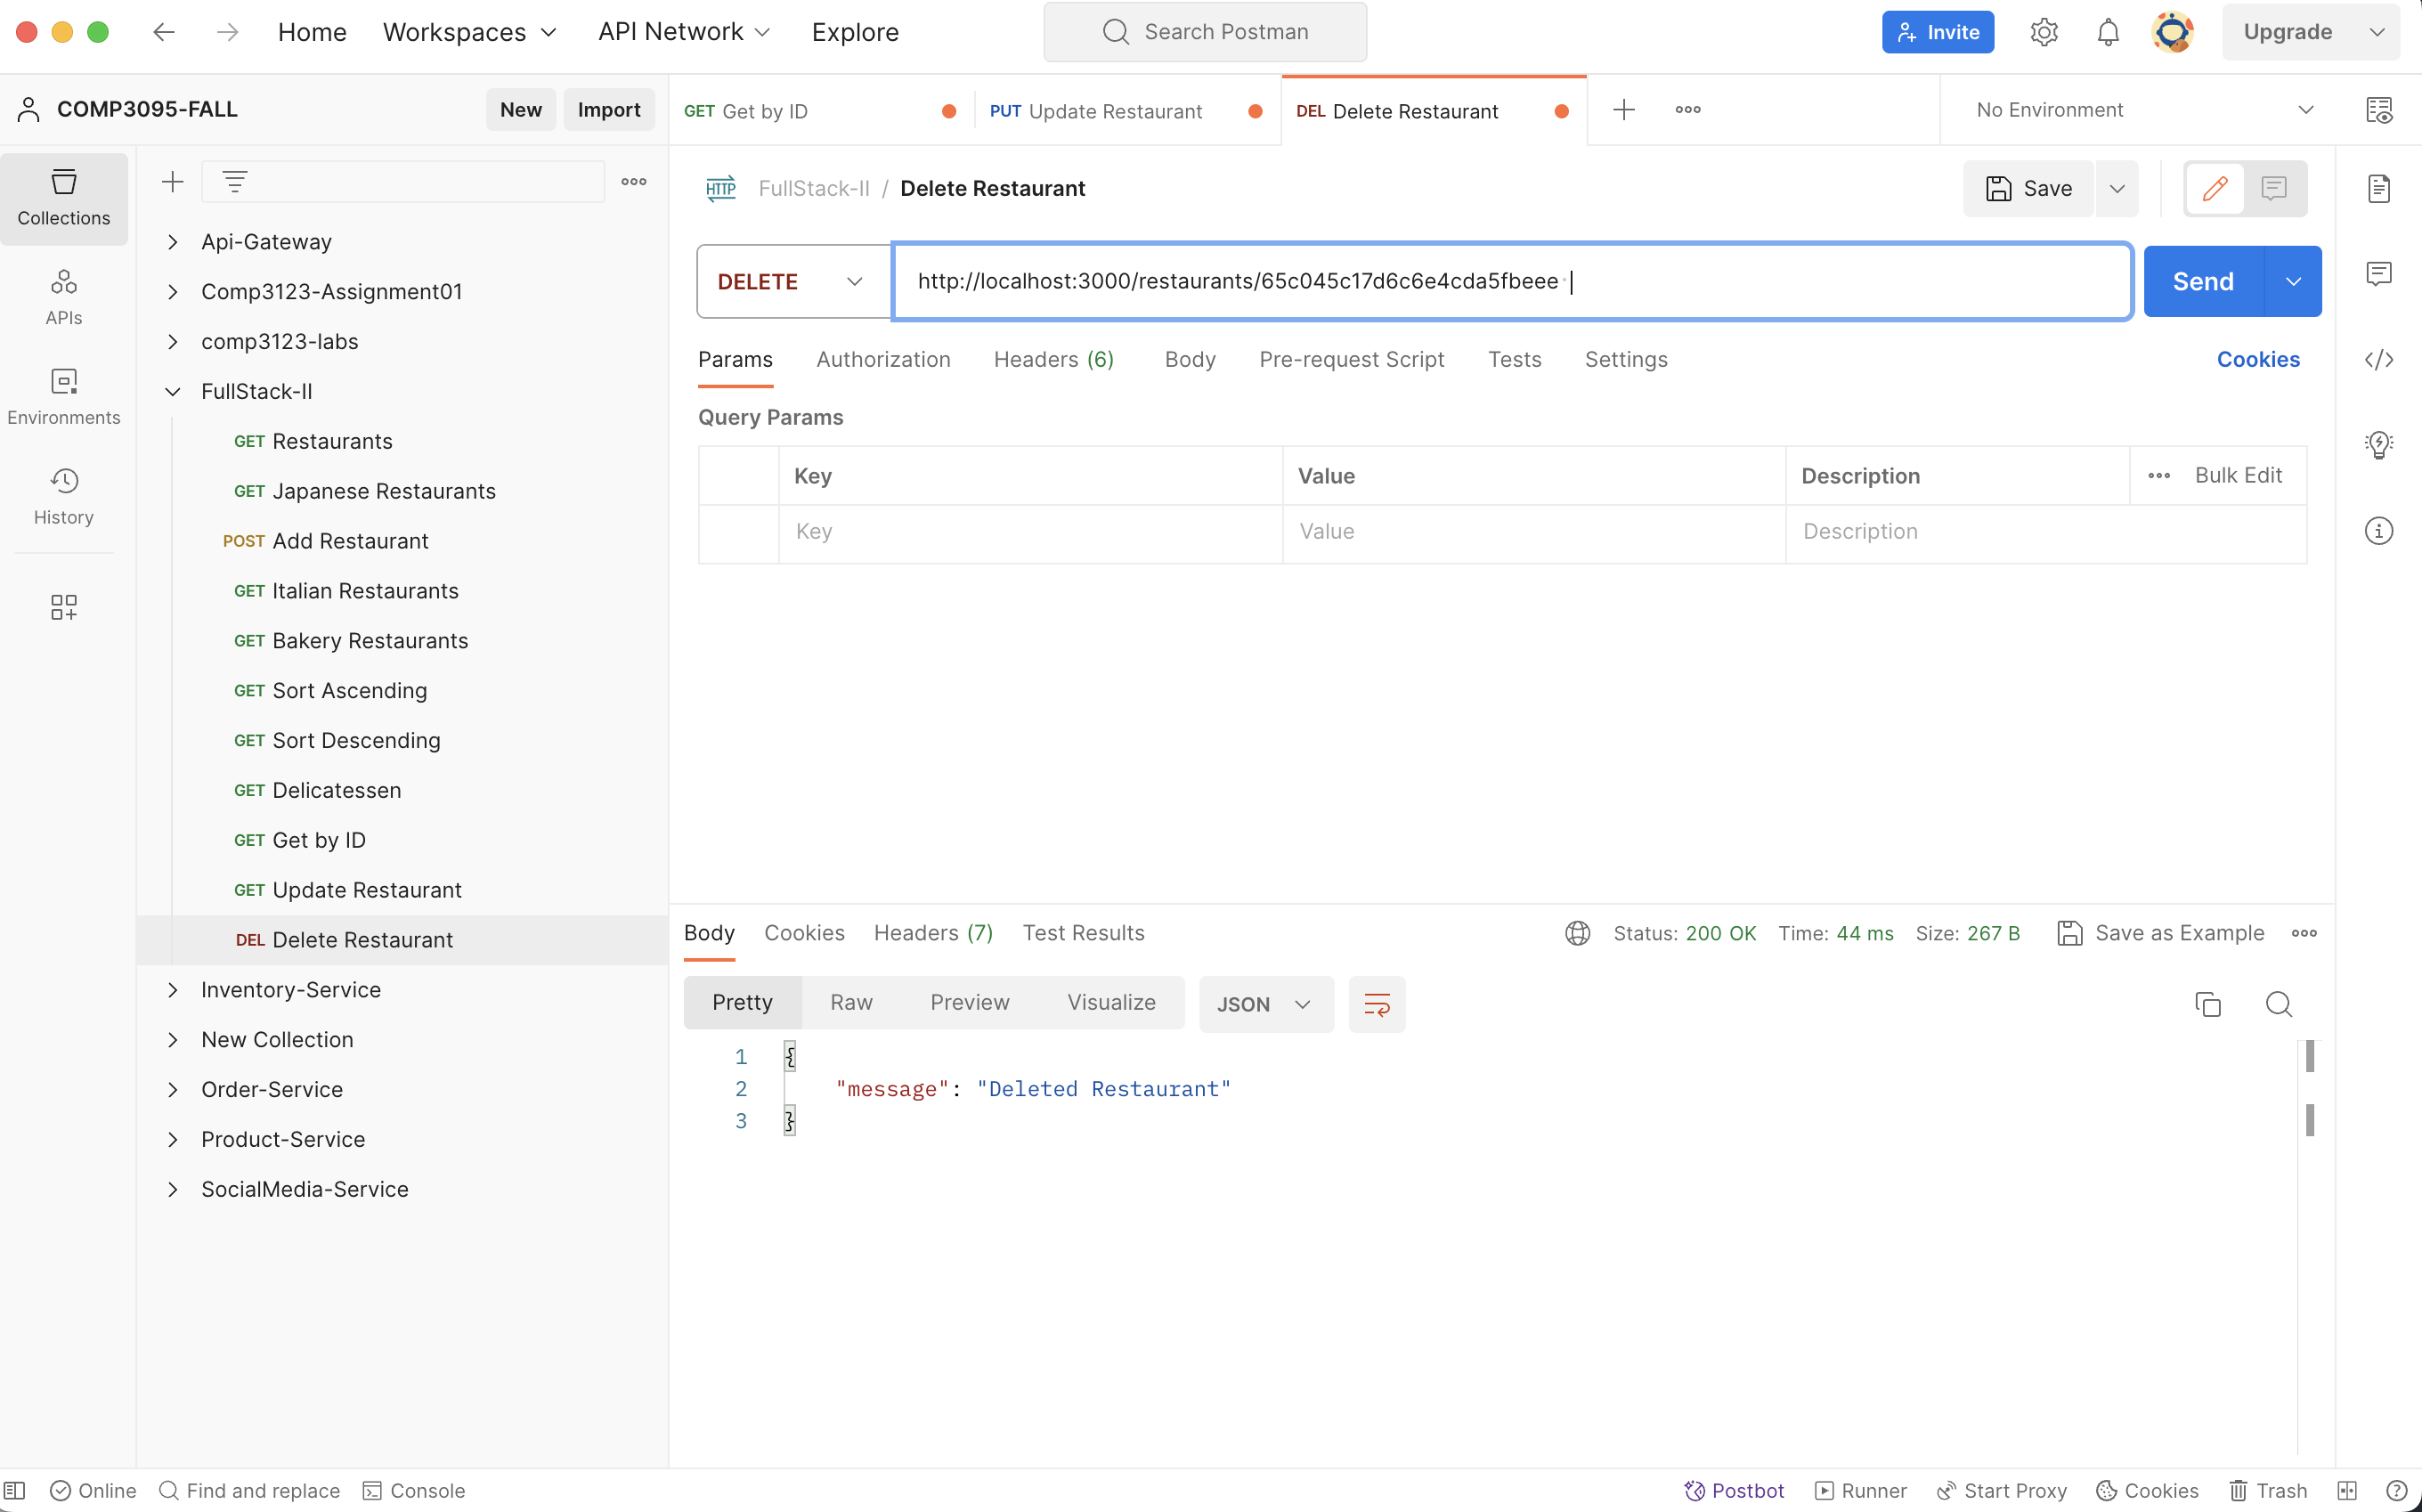 Home Workspaces API Network Explore Search Postman Invite Upgrade
COMP3095-FALL New Import GET Get by ID PUT Update Restaurant DEL Delete Restaurant No Environment
Collections
APIs
Environments
History
Api-Gateway
Comp3123-Assignment01
comp3123-labs
FullStack-II
GET Restaurants
GET Japanese Restaurants
POST Add Restaurant
GET Italian Restaurants
GET Bakery Restaurants
GET Sort Ascending
GET Sort Descending
GET Delicatessen
GET Get by ID
GET Update Restaurant
DEL Delete Restaurant
Inventory-Service
New Collection
Order-Service
Product-Service
SocialMedia-Service
HTTP FullStack-II / Delete Restaurant Save
DELETE http://localhost:3000/restaurants/65c045c17d6c6e4cda5fbeee Send
Params Authorization Headers (6) Body Pre-request Script Tests Settings Cookies
Query Params
Key Value Description Bulk Edit
Key Value Description
Body Cookies Headers (7) Test Results Status: 200 OK Time: 44 ms Size: 267 B Save as Example
Pretty Raw Preview Visualize JSON
1 {
2 "message": "Deleted Restaurant"
3 }
Online Find and replace Console Postbot Runner Start Proxy Cookies Trash